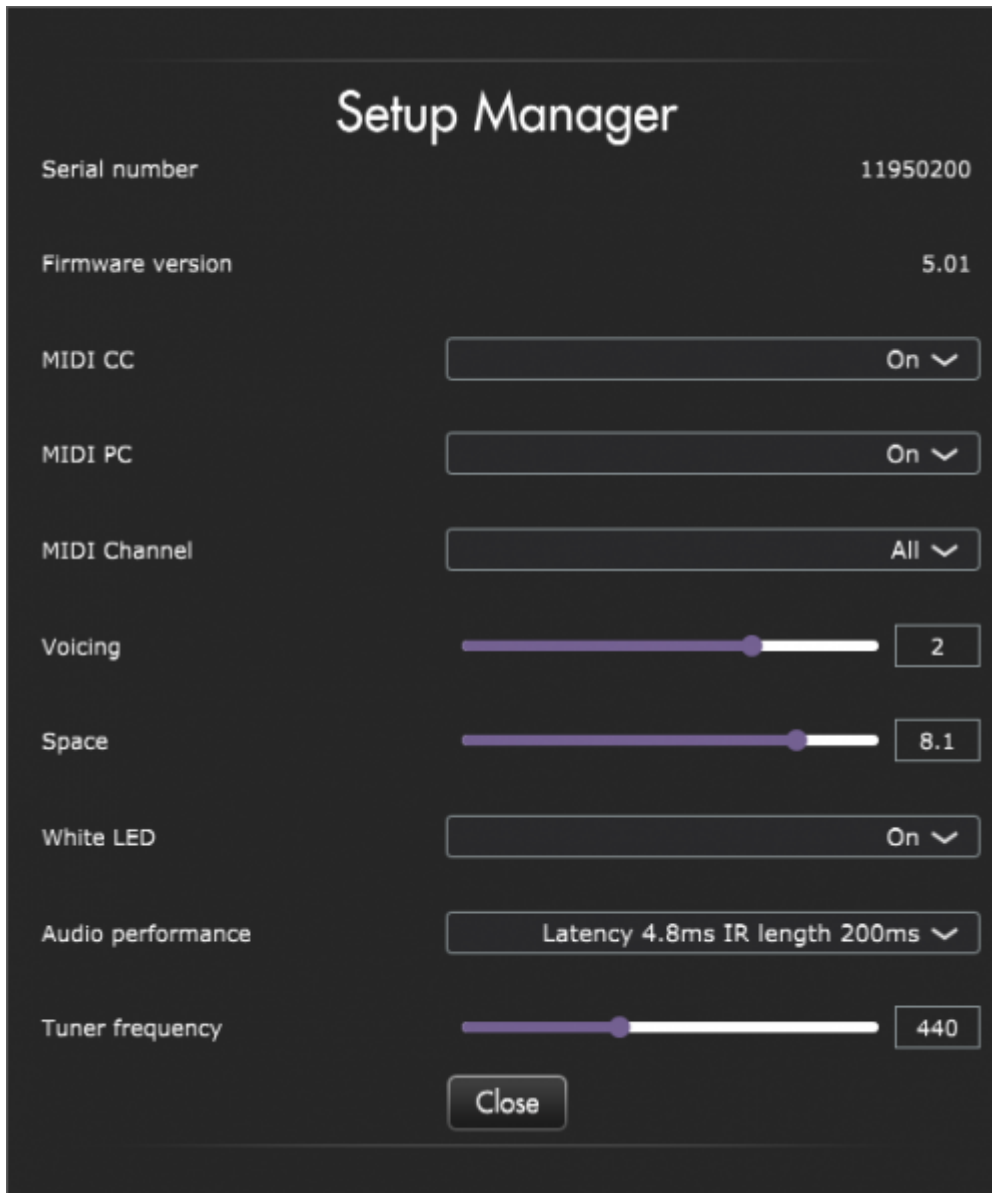 Setup Manager
Serial number 11950200
Firmware version 5.01
MIDI CC On
MIDI PC On
MIDI Channel All
Voicing 2
Space 8.1
White LED On
Audio performance Latency 4.8ms IR length 200ms
Tuner frequency 440
Close